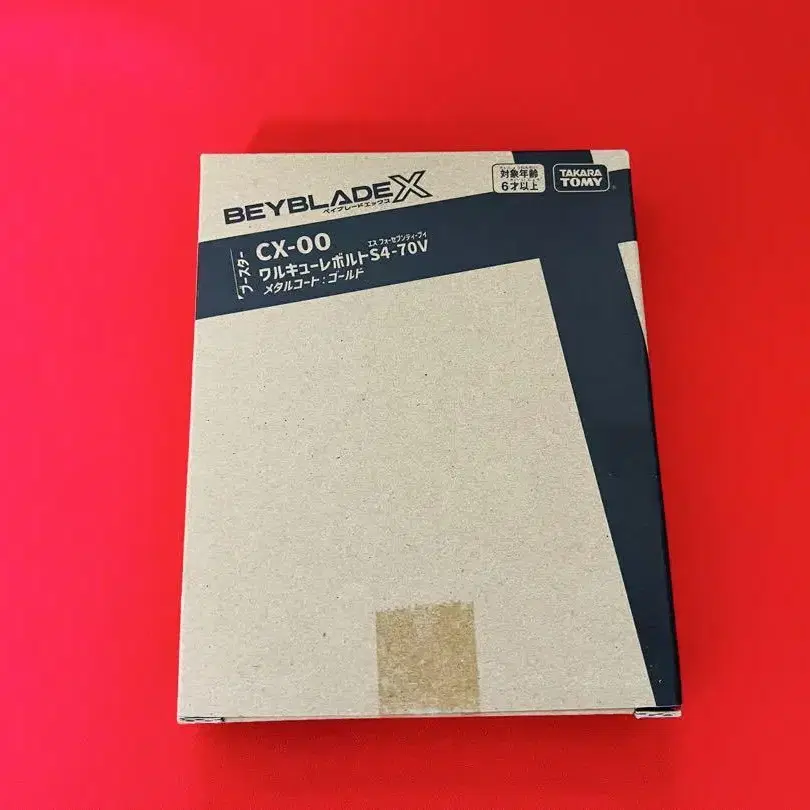 BEYBLADE X
ベイブレードエックス
対象年齢
6才以上
TAKARA
TOMY
ブースター
CX-00
エス フォーセブンティブイ
ワルキューレボルトS4-70V
メタルコート:ゴールド